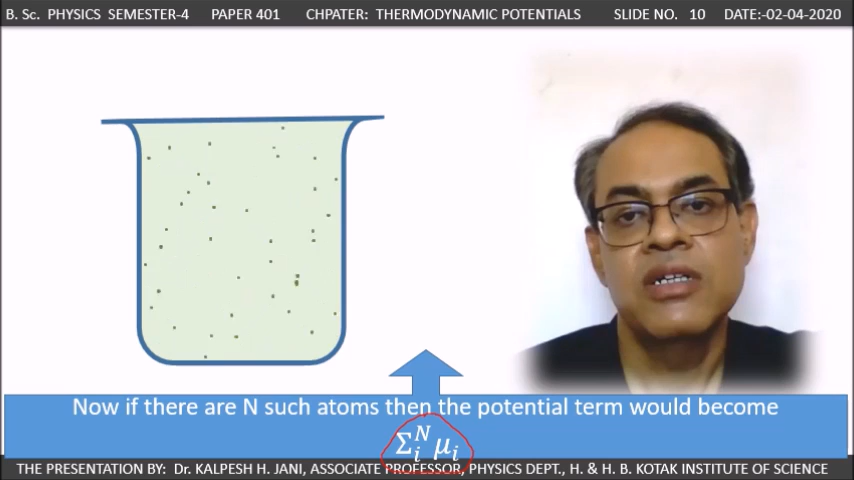 B. Sc. PHYSICS SEMESTER-4 PAPER 401 CHPATER: THERMODYNAMIC POTENTIALS SLIDE NO. 10 DATE:-02-04-2020
Now if there are N such atoms then the potential term would become
Σᵢᴺ μᵢ
THE PRESENTATION BY: Dr. KALPESH H. JANI, ASSOCIATE PROFESSOR, PHYSICS DEPT., H. & H. B. KOTAK INSTITUTE OF SCIENCE